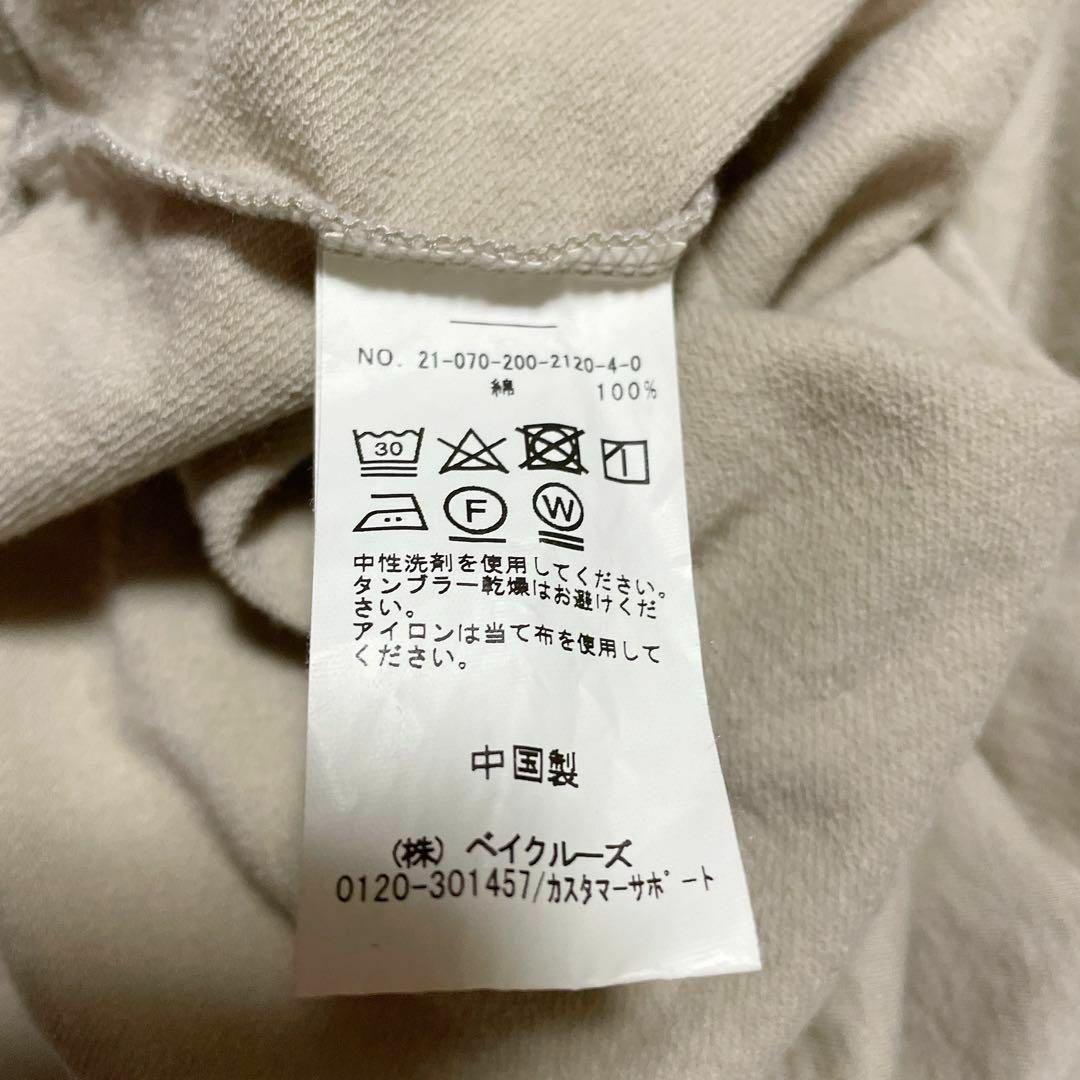 NO. 21-070-200-2120-4-0
綿 100%
30
F W
中性洗剤を使用してください。
タンブラー乾燥はお避けくだ
さい。
アイロンは当て布を使用して
ください。
中国製
(株) ベイクルーズ
0120-301457/カスタマーサポート